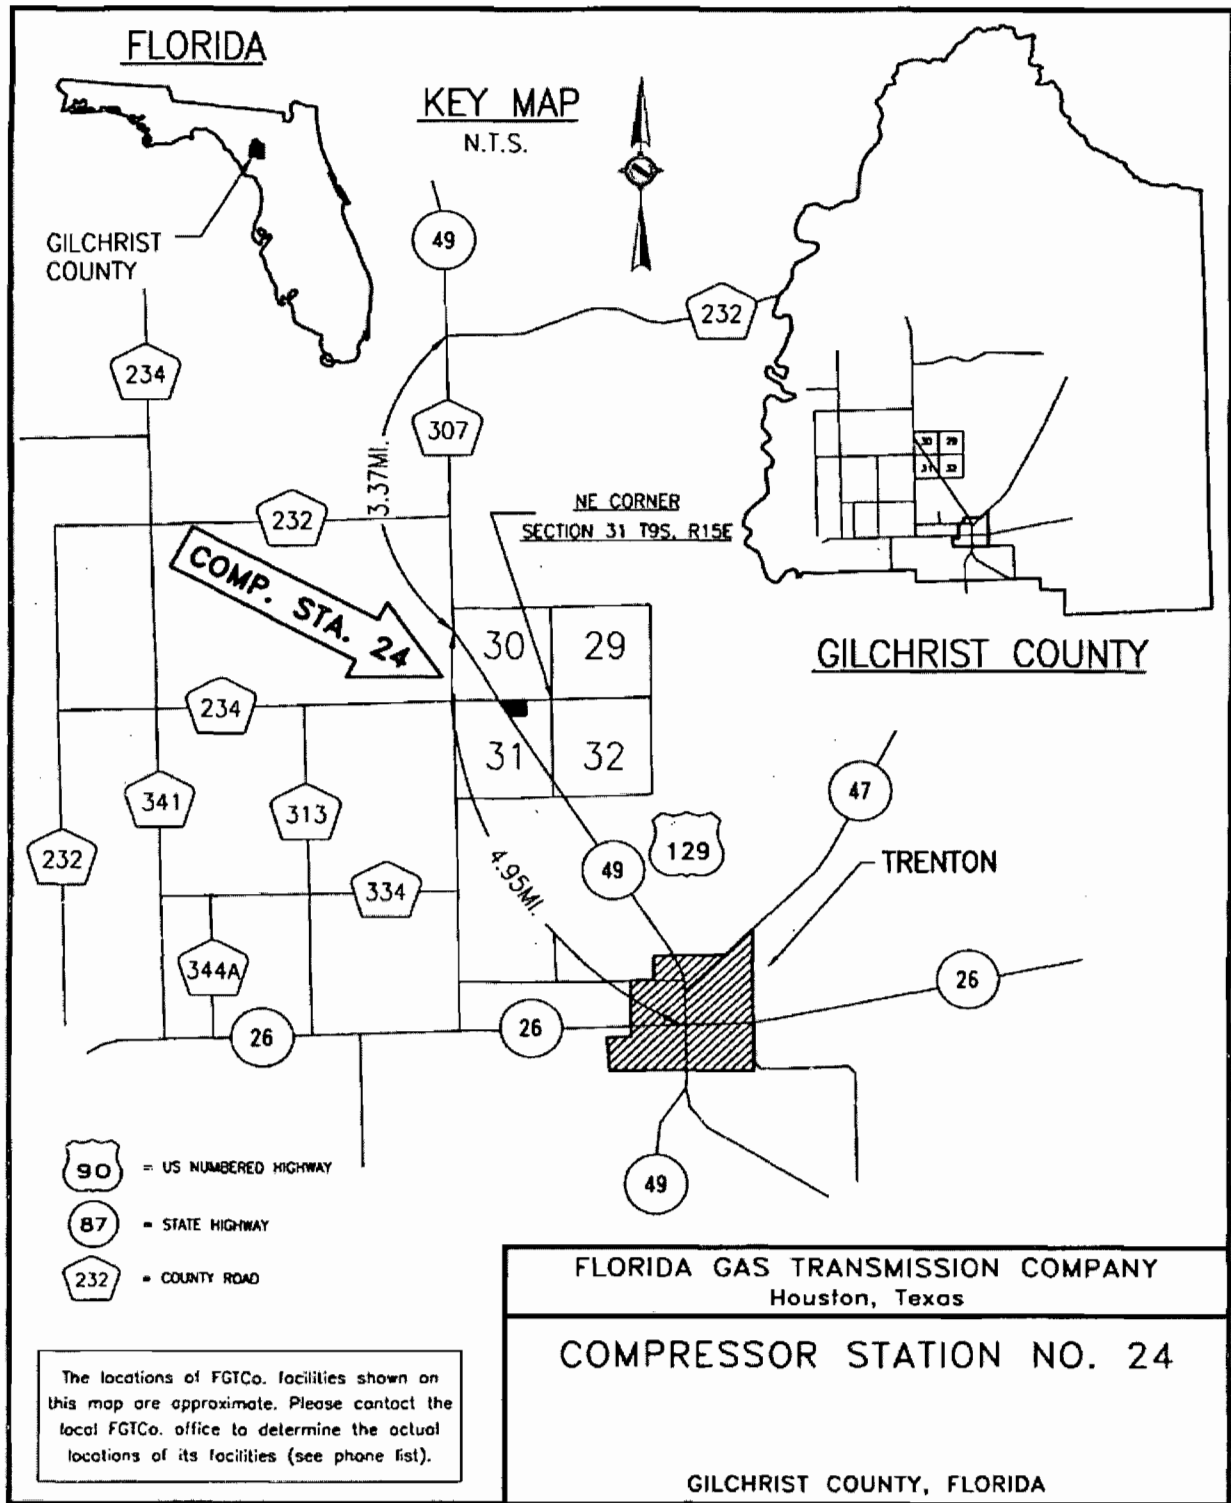 FLORIDA
KEY MAP
N.T.S.
GILCHRIST
COUNTY
49
232
234
307
3.37MI.
232
NE CORNER
SECTION 31 T9S, R15E
COMP. STA. 24
30
29
31
32
30
29
31
32
GILCHRIST COUNTY
234
341
313
232
47
129
49
TRENTON
4.95MI.
334
344A
26
26
26
49
90 = US NUMBERED HIGHWAY
87 = STATE HIGHWAY
232 = COUNTY ROAD
The locations of FGTCo. facilities shown on
this map are approximate. Please contact the
local FGTCo. office to determine the actual
locations of its facilities (see phone list).
FLORIDA GAS TRANSMISSION COMPANY
Houston, Texas
COMPRESSOR STATION NO. 24
GILCHRIST COUNTY, FLORIDA